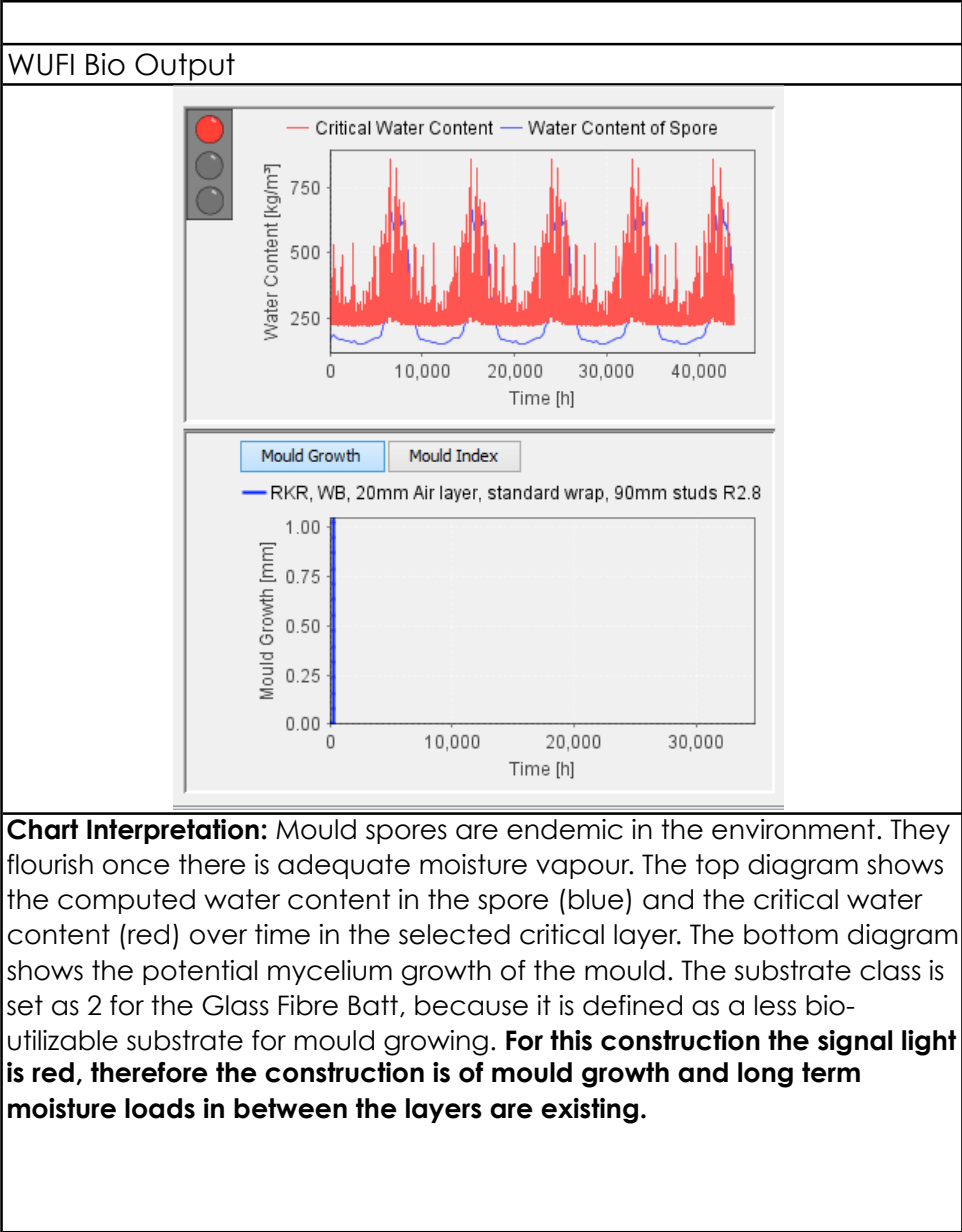 WUFI Bio Output
Critical Water Content Water Content of Spore
Water Content [kg/m³]
750
500
250
0 10,000 20,000 30,000 40,000
Time [h]
Mould Growth Mould Index
RKR, WB, 20mm Air layer, standard wrap, 90mm studs R2.8
Mould Growth [mm]
1.00
0.75
0.50
0.25
0.00
0 10,000 20,000 30,000
Time [h]
Chart Interpretation: Mould spores are endemic in the environment. They
flourish once there is adequate moisture vapour. The top diagram shows
the computed water content in the spore (blue) and the critical water
content (red) over time in the selected critical layer. The bottom diagram
shows the potential mycelium growth of the mould. The substrate class is
set as 2 for the Glass Fibre Batt, because it is defined as a less bio-
utilizable substrate for mould growing. For this construction the signal light
is red, therefore the construction is of mould growth and long term
moisture loads in between the layers are existing.